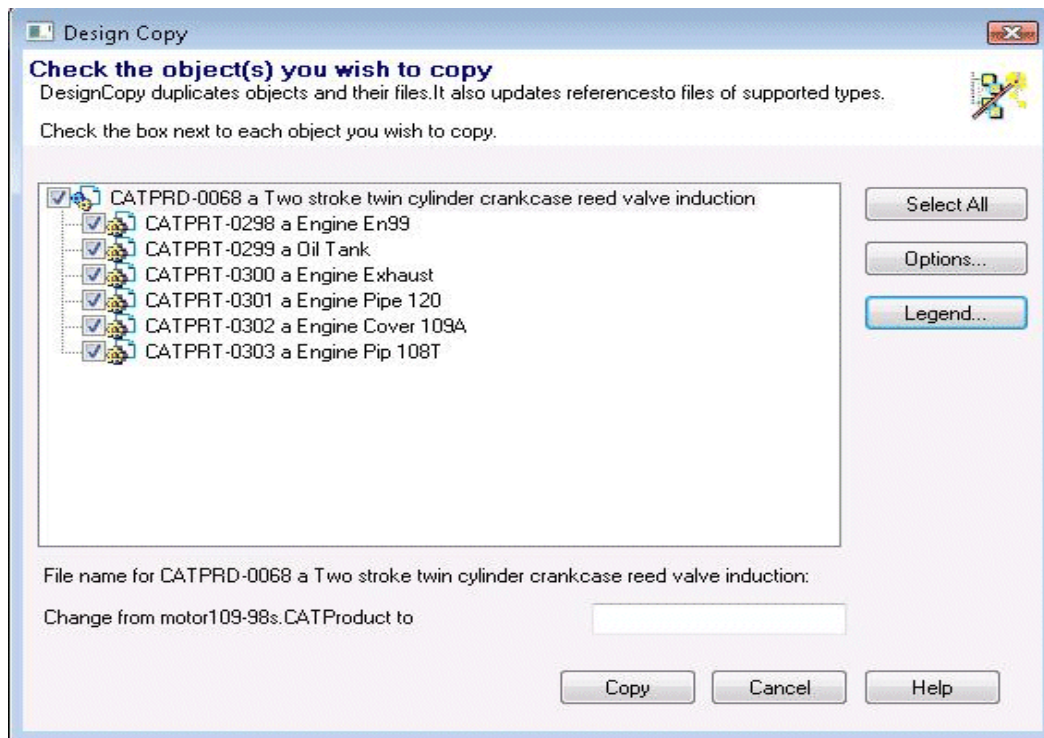 Design Copy
Check the object(s) you wish to copy
DesignCopy duplicates objects and their files.It also updates referencesto files of supported types.
Check the box next to each object you wish to copy.
CATPRD-0068 a Two stroke twin cylinder crankcase reed valve induction
CATPRT-0298 a Engine En99
CATPRT-0299 a Oil Tank
CATPRT-0300 a Engine Exhaust
CATPRT-0301 a Engine Pipe 120
CATPRT-0302 a Engine Cover 109A
CATPRT-0303 a Engine Pip 108T
Select All
Options...
Legend...
File name for CATPRD-0068 a Two stroke twin cylinder crankcase reed valve induction:
Change from motor109-98s.CATProduct to
Copy
Cancel
Help